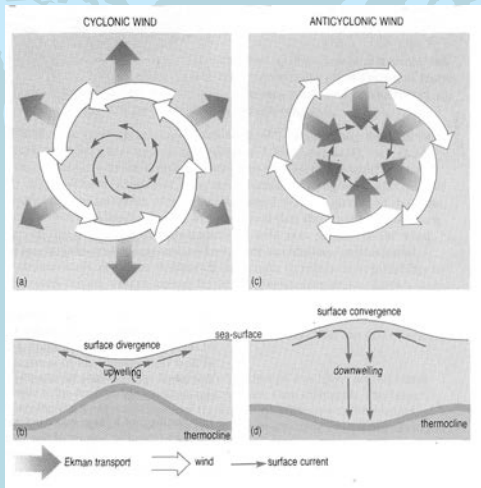 CYCLONIC WIND
ANTICYCLONIC WIND
(a)
(c)
surface divergence
sea-surface
surface convergence
upwelling
downwelling
(b)
thermocline
(d)
thermocline
Ekman transport
wind
surface current